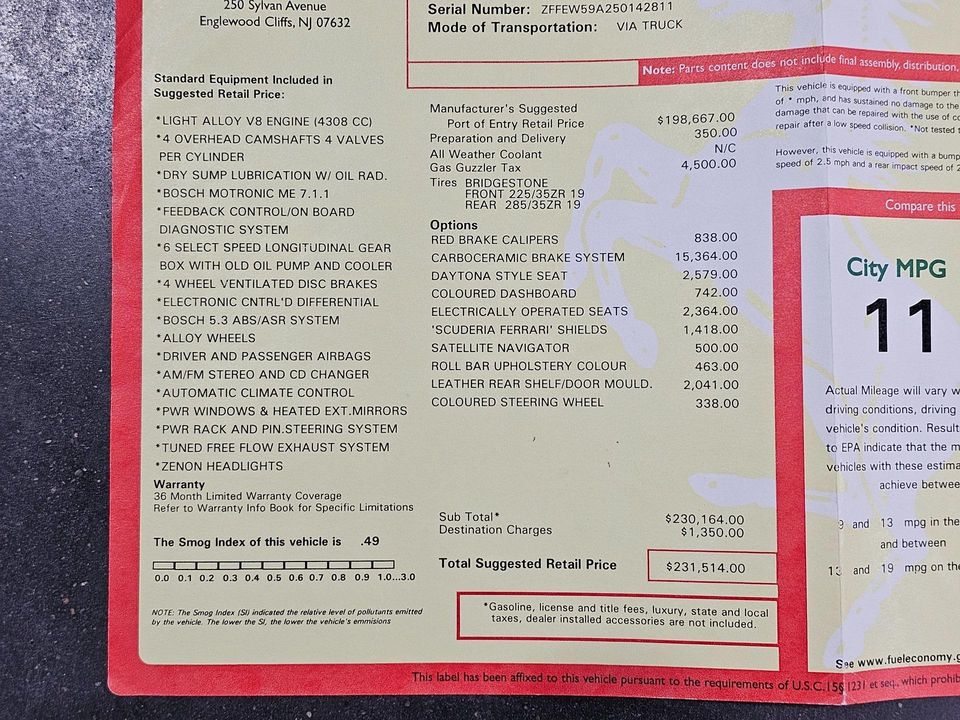 250 Sylvan Avenue
Englewood Cliffs, NJ 07632
Serial Number: ZFFEW59A250142811
Mode of Transportation: VIA TRUCK
Note: Parts content does not include final assembly, distribution,
Standard Equipment Included in
Suggested Retail Price:
*LIGHT ALLOY V8 ENGINE (4308 CC)
*4 OVERHEAD CAMSHAFTS 4 VALVES
PER CYLINDER
*DRY SUMP LUBRICATION W/ OIL RAD.
*BOSCH MOTRONIC ME 7.1.1
*FEEDBACK CONTROL/ON BOARD
DIAGNOSTIC SYSTEM
*6 SELECT SPEED LONGITUDINAL GEAR
BOX WITH OLD OIL PUMP AND COOLER
*4 WHEEL VENTILATED DISC BRAKES
*ELECTRONIC CNTRL'D DIFFERENTIAL
*BOSCH 5.3 ABS/ASR SYSTEM
*ALLOY WHEELS
*DRIVER AND PASSENGER AIRBAGS
*AM/FM STEREO AND CD CHANGER
*AUTOMATIC CLIMATE CONTROL
*PWR WINDOWS & HEATED EXT.MIRRORS
*PWR RACK AND PIN.STEERING SYSTEM
*TUNED FREE FLOW EXHAUST SYSTEM
*ZENON HEADLIGHTS
Warranty
36 Month Limited Warranty Coverage
Refer to Warranty Info Book for Specific Limitations
The Smog Index of this vehicle is .49
0.0 0.1 0.2 0.3 0.4 0.5 0.6 0.7 0.8 0.9 1.0...3.0
NOTE: The Smog Index (SI) indicated the relative level of pollutants emitted
by the vehicle. The lower the SI, the lower the vehicle's emmisions
Manufacturer's Suggested
Port of Entry Retail Price $198,667.00
Preparation and Delivery 350.00
All Weather Coolant N/C
Gas Guzzler Tax 4,500.00
Tires BRIDGESTONE
FRONT 225/35ZR 19
REAR 285/35ZR 19
Options
RED BRAKE CALIPERS 838.00
CARBOCERAMIC BRAKE SYSTEM 15,364.00
DAYTONA STYLE SEAT 2,579.00
COLOURED DASHBOARD 742.00
ELECTRICALLY OPERATED SEATS 2,364.00
'SCUDERIA FERRARI' SHIELDS 1,418.00
SATELLITE NAVIGATOR 500.00
ROLL BAR UPHOLSTERY COLOUR 463.00
LEATHER REAR SHELF/DOOR MOULD. 2,041.00
COLOURED STEERING WHEEL 338.00
Sub Total* $230,164.00
Destination Charges $1,350.00
Total Suggested Retail Price $231,514.00
*Gasoline, license and title fees, luxury, state and local
taxes, dealer installed accessories are not included.
This vehicle is equipped with a front bumper
of * mph, and has sustained no damage to the
damage that can be repaired with the use of
repair after a low speed collision. *Not tested
However, this vehicle is equipped with a
speed of 2.5 mph and a rear impact speed of
Compare this
City MPG
11
Actual Mileage will vary
driving conditions, driving
vehicle's condition.
to EPA indicate that the
vehicles with these
achieve
9 and 13 mpg in the
and between
and 19 mpg on the
See www.fueleconomy.g
This label has been affixed to this vehicle pursuant to the requirements of U.S.C.15§ 1231 et seq., which